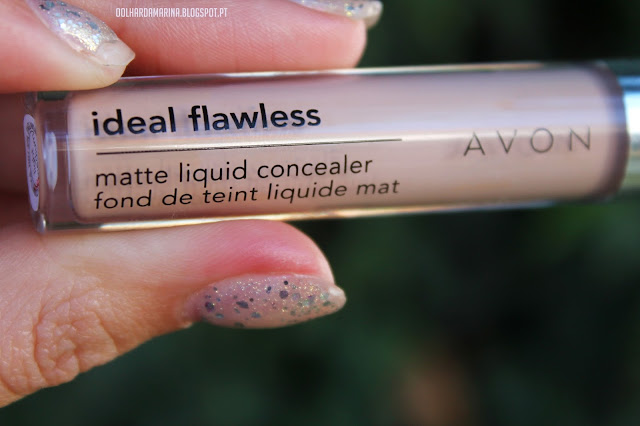 DOLHARDAMARINA.BLOGSPOT.PT
ideal flawless
matte liquid concealer
fond de teint liquide mat
AVON